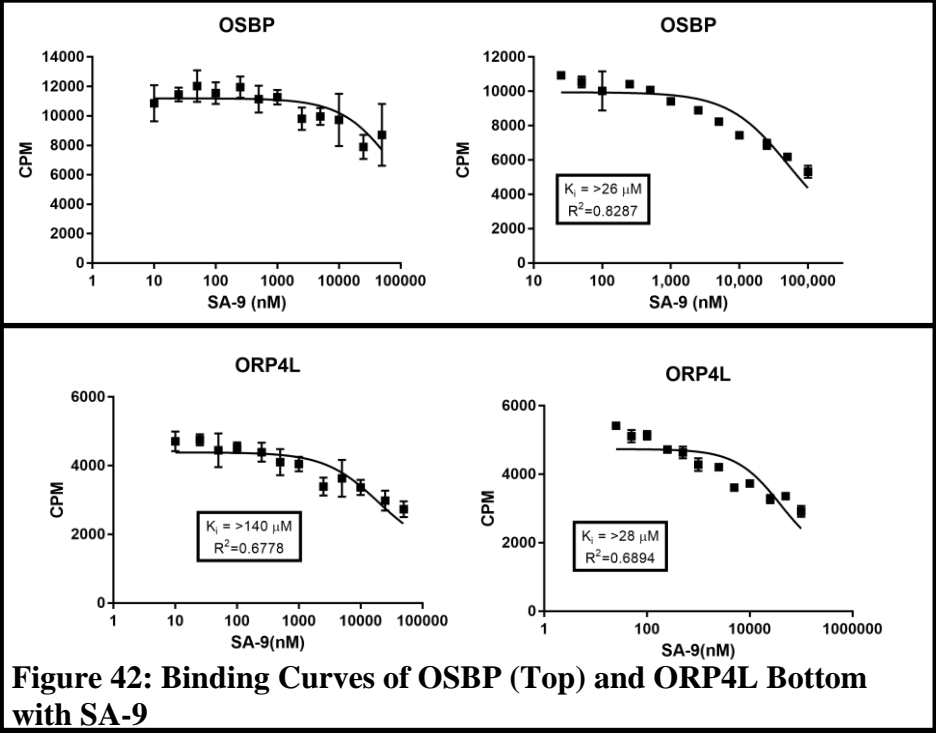 OSBP
14000
12000
10000
8000
6000
4000
2000
0
CPM
1 10 100 1000 10000 100000
SA-9 (nM)
OSBP
12000
10000
8000
6000
4000
2000
0
CPM
Ki = >26 μM
R²=0.8287
10 100 1,000 10,000 100,000
SA-9 (nM)
ORP4L
6000
4000
2000
0
CPM
Ki = >140 μM
R²=0.6778
1 10 100 1000 10000 100000
SA-9(nM)
ORP4L
6000
4000
2000
0
CPM
Ki = >28 μM
R²=0.6894
1 100 10000 1000000
SA-9(nM)
Figure 42: Binding Curves of OSBP (Top) and ORP4L Bottom
with SA-9